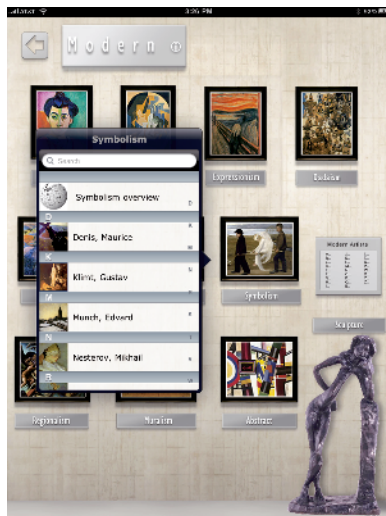 3:26 PM
Modern
Symbolism
Search
Symbolism overview
D
Denis, Maurice
K
Klimt, Gustav
M
Munch, Edvard
N
Nesterov, Mikhail
R
Expressionism
Dadaism
Symbolism
Modern Artists
Sculpture
Regionalism
Muralism
Abstract